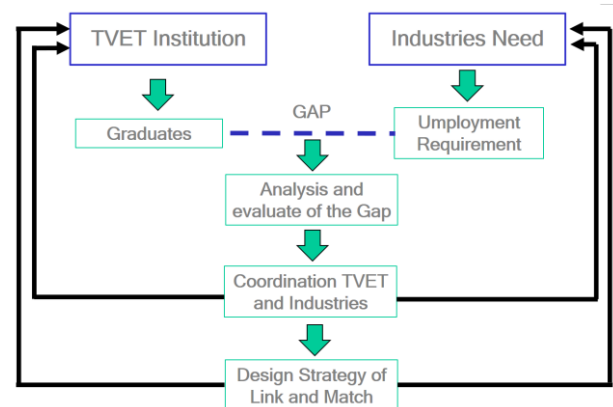 TVET Institution
Industries Need
GAP
Graduates
Umployment
Requirement
Analysis and
evaluate of the Gap
Coordination TVET
and Industries
Design Strategy of
Link and Match